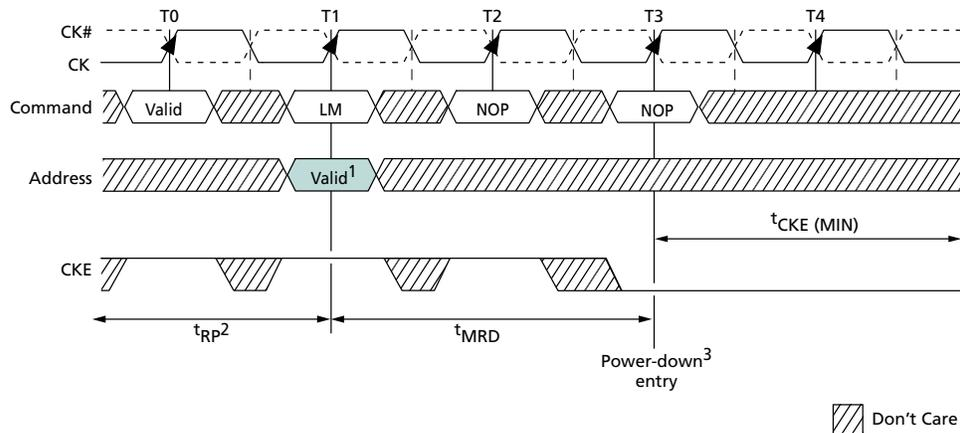 T0 T1 T2 T3 T4
CK#
CK
Command Valid LM NOP NOP
Address Valid1
tCKE (MIN)
CKE
tRP2 tMRD
Power-down3
entry
Don't Care